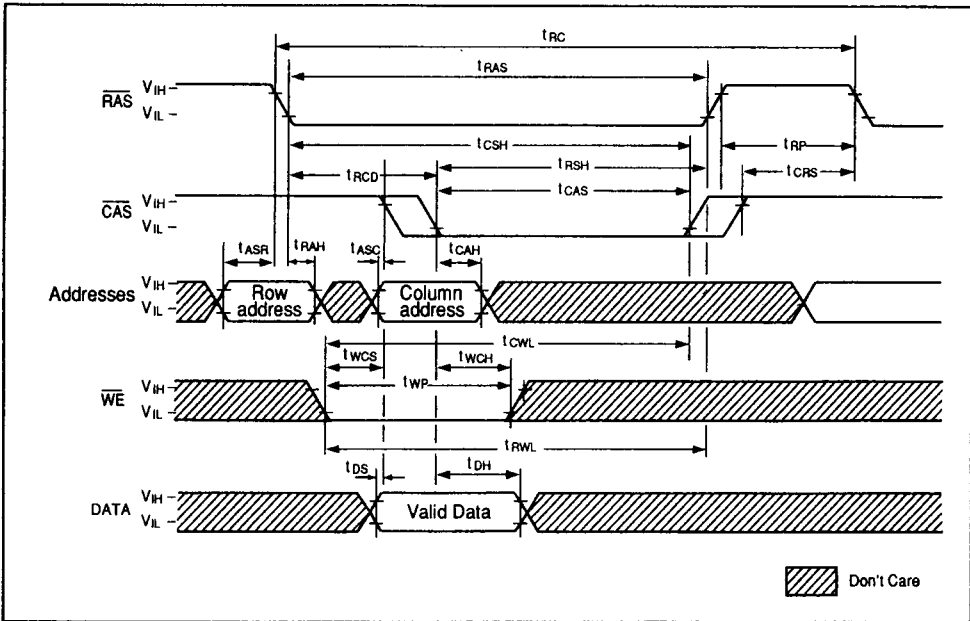 tRC
tRAS
RAS VIH
VIL
tRP
tCSH
tRSH
tCRS
tRCD
tCAS
CAS VIH
VIL
tASR tRAH tASC tCAH
Addresses VIH
VIL
Row address
Column address
tCWL
tWCS tWCH
tWP
WE VIH
VIL
tRWL
tDS tDH
DATA VIH
VIL
Valid Data
Don't Care